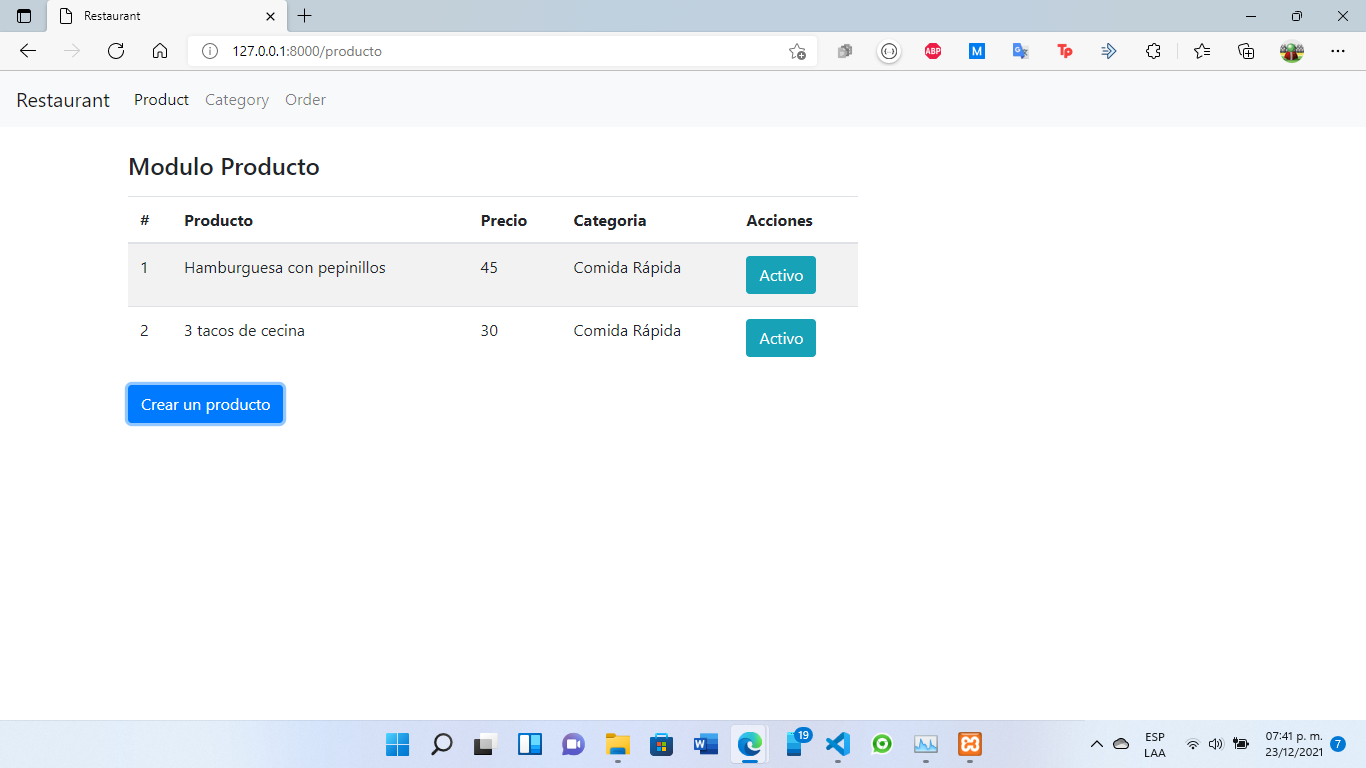 Restaurant
127.0.0.1:8000/producto
ABP
M
Restaurant Product Category Order
Modulo Producto
# Producto Precio Categoria Acciones
1 Hamburguesa con pepinillos 45 Comida Rápida Activo
2 3 tacos de cecina 30 Comida Rápida Activo
Crear un producto
19
ESP
LAA
07:41 p. m.
23/12/2021
7